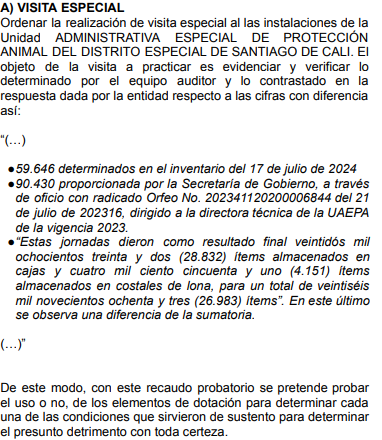 A) VISITA ESPECIAL
Ordenar la realización de visita especial al las instalaciones de la
Unidad ADMINISTRATIVA ESPECIAL DE PROTECCIÓN
ANIMAL DEL DISTRITO ESPECIAL DE SANTIAGO DE CALI. El
objeto de la visita a practicar es evidenciar y verificar lo
determinado por el equipo auditor y lo contrastado en la
respuesta dada por la entidad respecto a las cifras con diferencia
así:
“(…)
●59.646 determinados en el inventario del 17 de julio de 2024
●90.430 proporcionada por la Secretaría de Gobierno, a través
de oficio con radicado Orfeo No. 202341120200006844 del 21
de julio de 202316, dirigido a la directora técnica de la UAEPA
de la vigencia 2023.
●“Estas jornadas dieron como resultado final veintidós mil
ochocientos treinta y dos (28.832) ítems almacenados en
cajas y cuatro mil ciento cincuenta y uno (4.151) ítems
almacenados en costales de lona, para un total de veintiséis
mil novecientos ochenta y tres (26.983) ítems”. En este último
se observa una diferencia de la sumatoria.
(…)”
De este modo, con este recaudo probatorio se pretende probar
el uso o no, de los elementos de dotación para determinar cada
una de las condiciones que sirvieron de sustento para determinar
el presunto detrimento con toda certeza.